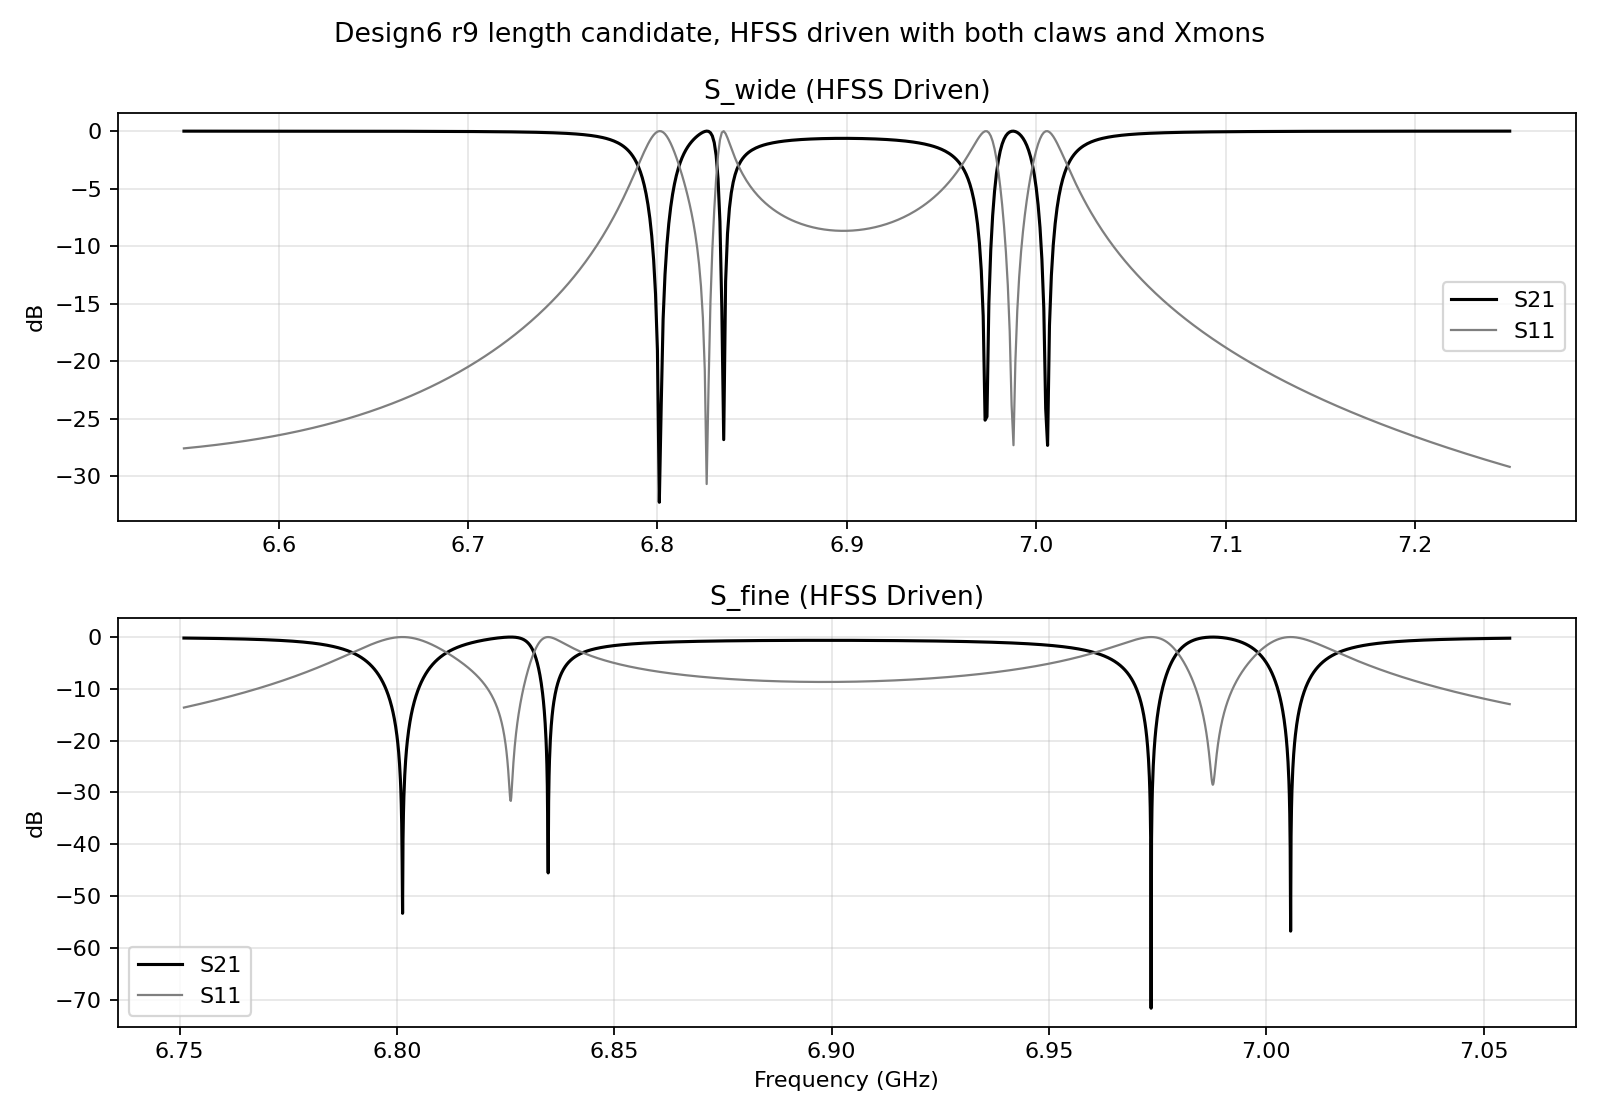 Design6 r9 length candidate, HFSS driven with both claws and Xmons
S_wide (HFSS Driven)
0
−5
−10
−15
−20
−25
−30
dB
S21
S11
6.6 6.7 6.8 6.9 7.0 7.1 7.2
S_fine (HFSS Driven)
0
−10
−20
−30
−40
−50
−60
−70
dB
S21
S11
6.75 6.80 6.85 6.90 6.95 7.00 7.05
Frequency (GHz)